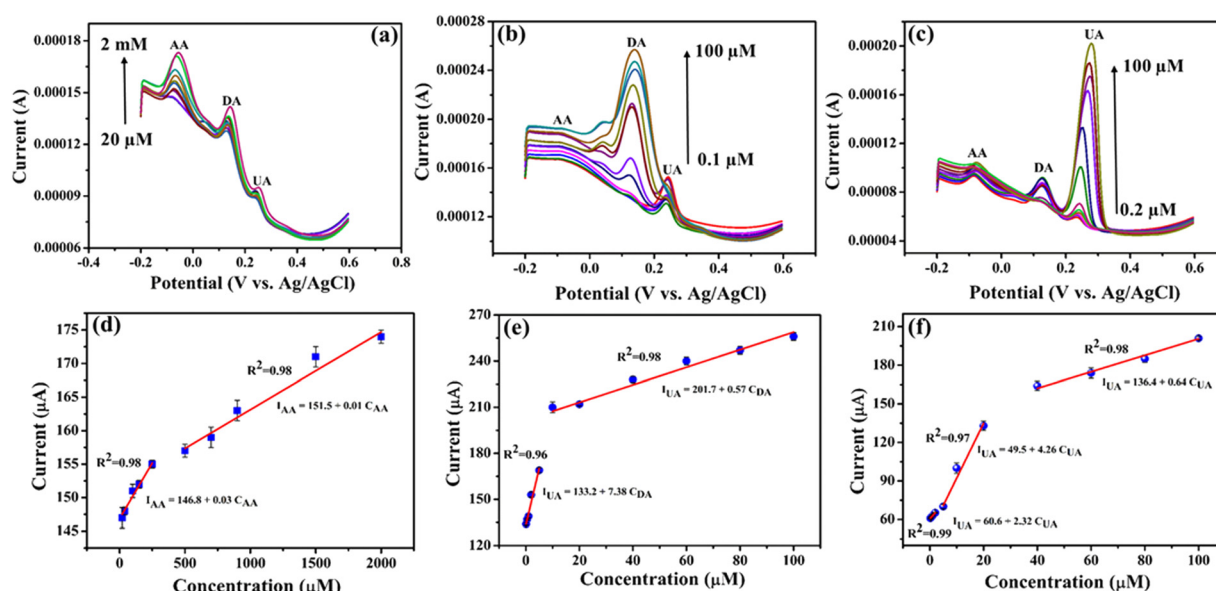 (a)
2 mM
20 µM
AA
DA
UA
0.00018
0.00015
0.00012
0.00009
0.00006
Current (A)
-0.4 -0.2 0.0 0.2 0.4 0.6 0.8
Potential (V vs. Ag/AgCl)
(b)
100 µM
0.1 µM
AA
DA
UA
0.00028
0.00024
0.00020
0.00016
0.00012
Current (A)
-0.2 0.0 0.2 0.4 0.6
Potential (V vs. Ag/AgCl)
(c)
100 µM
0.2 µM
AA
DA
UA
0.00020
0.00016
0.00012
0.00008
0.00004
Current (A)
-0.2 0.0 0.2 0.4 0.6
Potential (V vs. Ag/AgCl)
(d)
175
170
165
160
155
150
145
Current (µA)
R²=0.98
I_AA = 151.5 + 0.01 C_AA
R²=0.98
I_AA = 146.8 + 0.03 C_AA
0 500 1000 1500 2000
Concentration (µM)
(e)
270
240
210
180
150
120
Current (µA)
R²=0.98
I_UA = 201.7 + 0.57 C_DA
R²=0.96
I_UA = 133.2 + 7.38 C_DA
0 20 40 60 80 100
Concentration (µM)
(f)
210
180
150
120
90
60
30
Current (µA)
R²=0.98
I_UA = 136.4 + 0.64 C_UA
R²=0.97
I_UA = 49.5 + 4.26 C_UA
I_UA = 60.6 + 2.32 C_UA
R²=0.99
0 20 40 60 80 100
Concentration (µM)